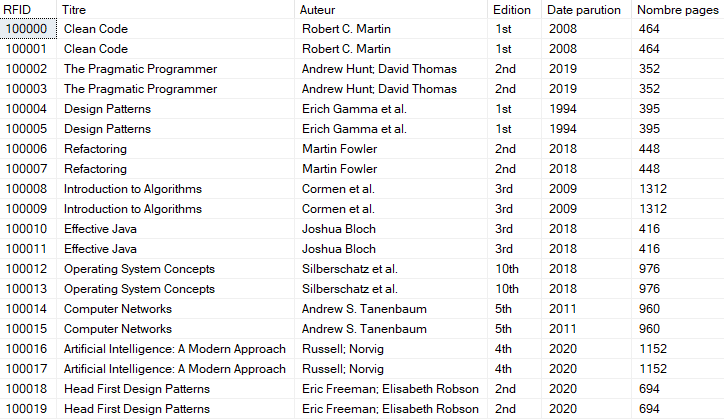 RFID Titre Auteur Edition Date parution Nombre pages
100000 Clean Code Robert C. Martin 1st 2008 464
100001 Clean Code Robert C. Martin 1st 2008 464
100002 The Pragmatic Programmer Andrew Hunt; David Thomas 2nd 2019 352
100003 The Pragmatic Programmer Andrew Hunt; David Thomas 2nd 2019 352
100004 Design Patterns Erich Gamma et al. 1st 1994 395
100005 Design Patterns Erich Gamma et al. 1st 1994 395
100006 Refactoring Martin Fowler 2nd 2018 448
100007 Refactoring Martin Fowler 2nd 2018 448
100008 Introduction to Algorithms Cormen et al. 3rd 2009 1312
100009 Introduction to Algorithms Cormen et al. 3rd 2009 1312
100010 Effective Java Joshua Bloch 3rd 2018 416
100011 Effective Java Joshua Bloch 3rd 2018 416
100012 Operating System Concepts Silberschatz et al. 10th 2018 976
100013 Operating System Concepts Silberschatz et al. 10th 2018 976
100014 Computer Networks Andrew S. Tanenbaum 5th 2011 960
100015 Computer Networks Andrew S. Tanenbaum 5th 2011 960
100016 Artificial Intelligence: A Modern Approach Russell; Norvig 4th 2020 1152
100017 Artificial Intelligence: A Modern Approach Russell; Norvig 4th 2020 1152
100018 Head First Design Patterns Eric Freeman; Elisabeth Robson 2nd 2020 694
100019 Head First Design Patterns Eric Freeman; Elisabeth Robson 2nd 2020 694